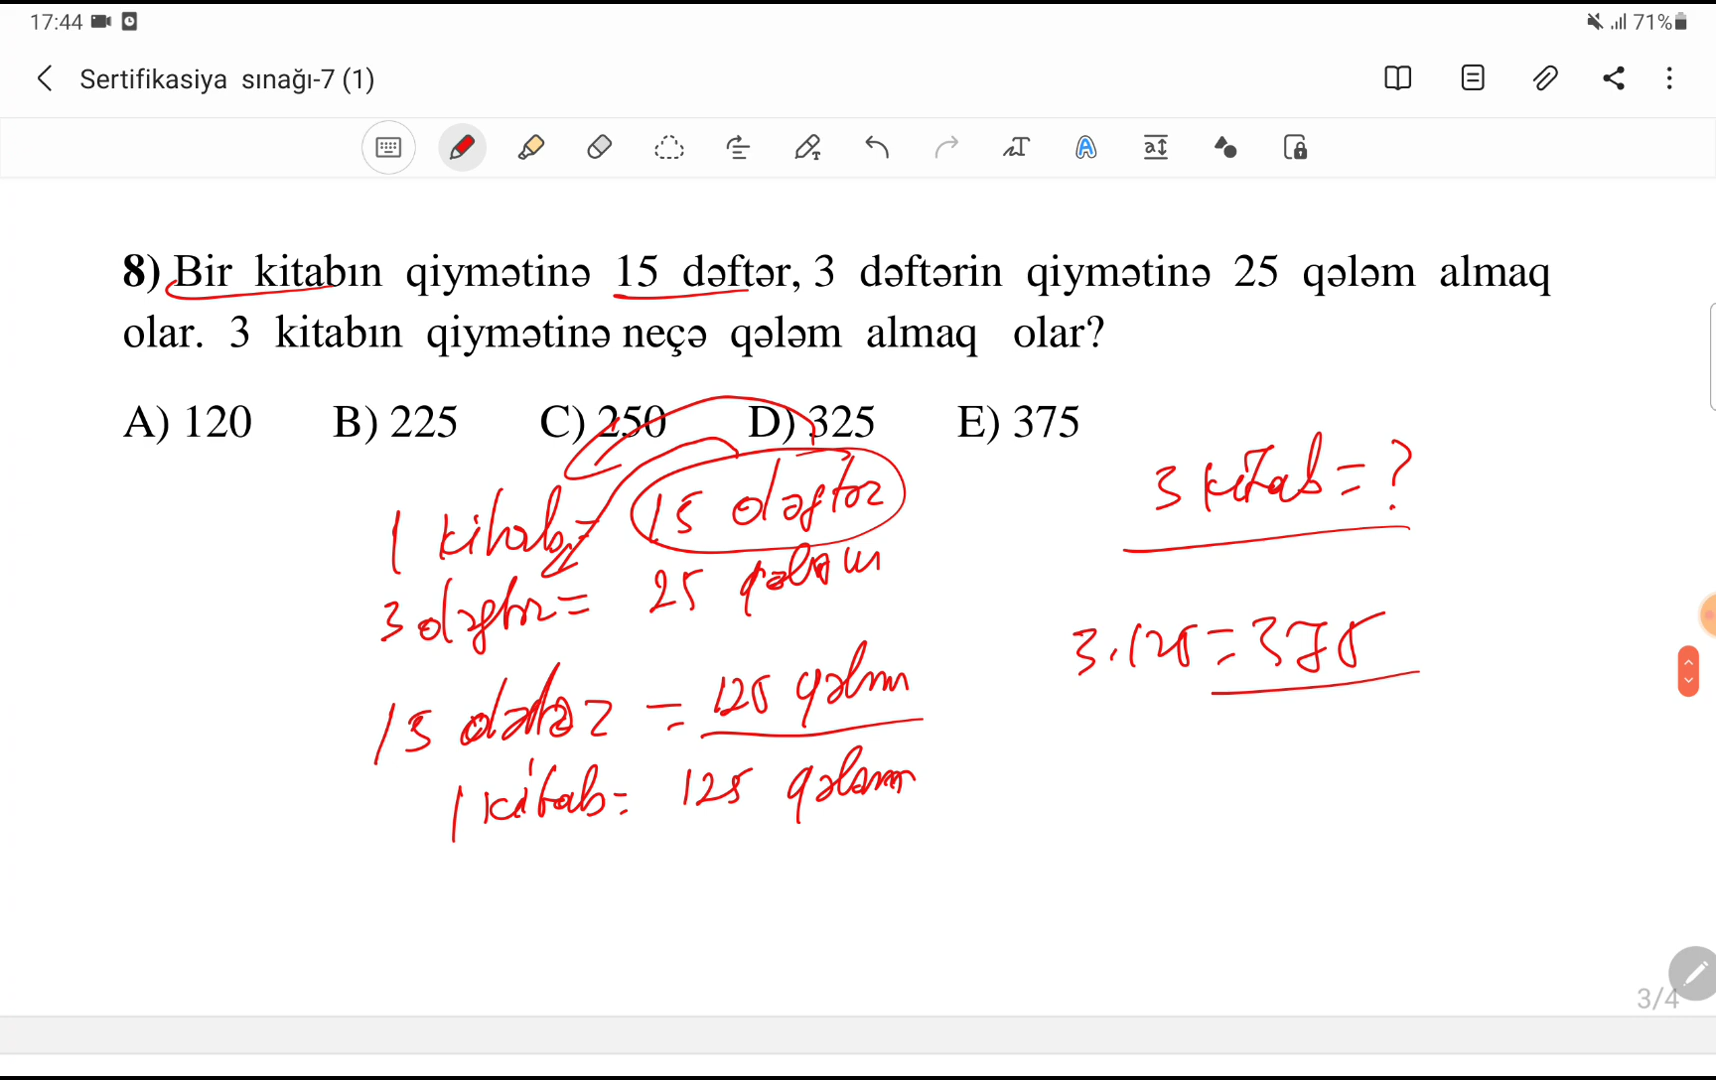 17:44
71%
Sertifikasiya sınağı-7 (1)
8) Bir kitabın qiymətinə 15 dəftər, 3 dəftərin qiymətinə 25 qələm almaq
olar. 3 kitabın qiymətinə neçə qələm almaq olar?
A) 120 B) 225 C) 250 D) 325 E) 375
1 kitab = 15 dəftər
3 kitab = ?
3 dəftər = 25 qələm
3.125 = 375
15 dəftər = 125 qələm
1 kitab = 125 qələm
3/4